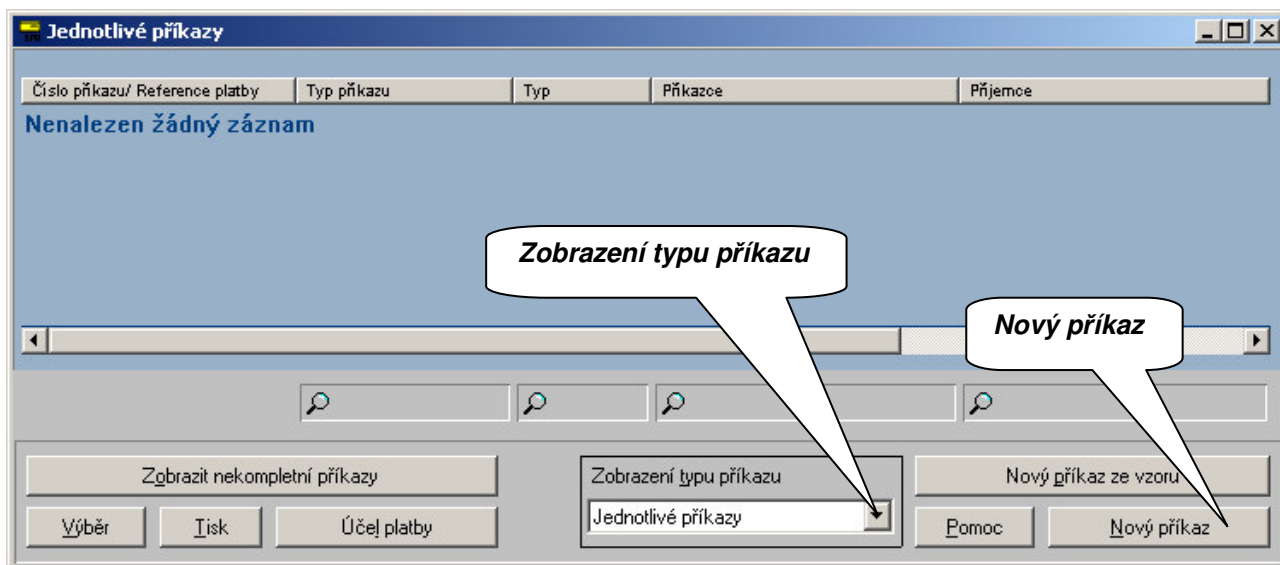 Jednotlivé příkazy
Číslo příkazu/ Reference platby Typ příkazu Typ Příkazce Příjemce
Nenalezen žádný záznam
Zobrazení typu příkazu
Nový příkaz
Zobrazit nekompletní příkazy Zobrazení typu příkazu Nový příkaz ze vzoru
Výběr Tisk Účel platby Jednotlivé příkazy Pomoc Nový příkaz